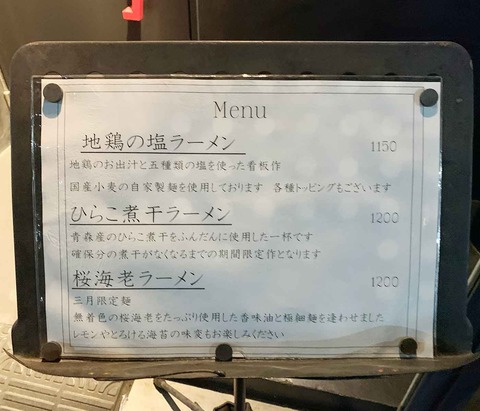 Menu
地鶏の塩ラーメン 1150
地鶏のお出汁と五種類の塩を使った看板作
国産小麦の自家製麺を使用しております 各種トッピングもございます
ひらこ煮干ラーメン 1200
青森産のひらこ煮干をふんだんに使用した一杯です
確保分の煮干がなくなるまでの期間限定作となります
桜海老ラーメン 1200
三月限定麺
無着色の桜海老をたっぷり使用した香味油と極細麺を逢わせました
レモンやとろける海苔の味変もお楽しみください